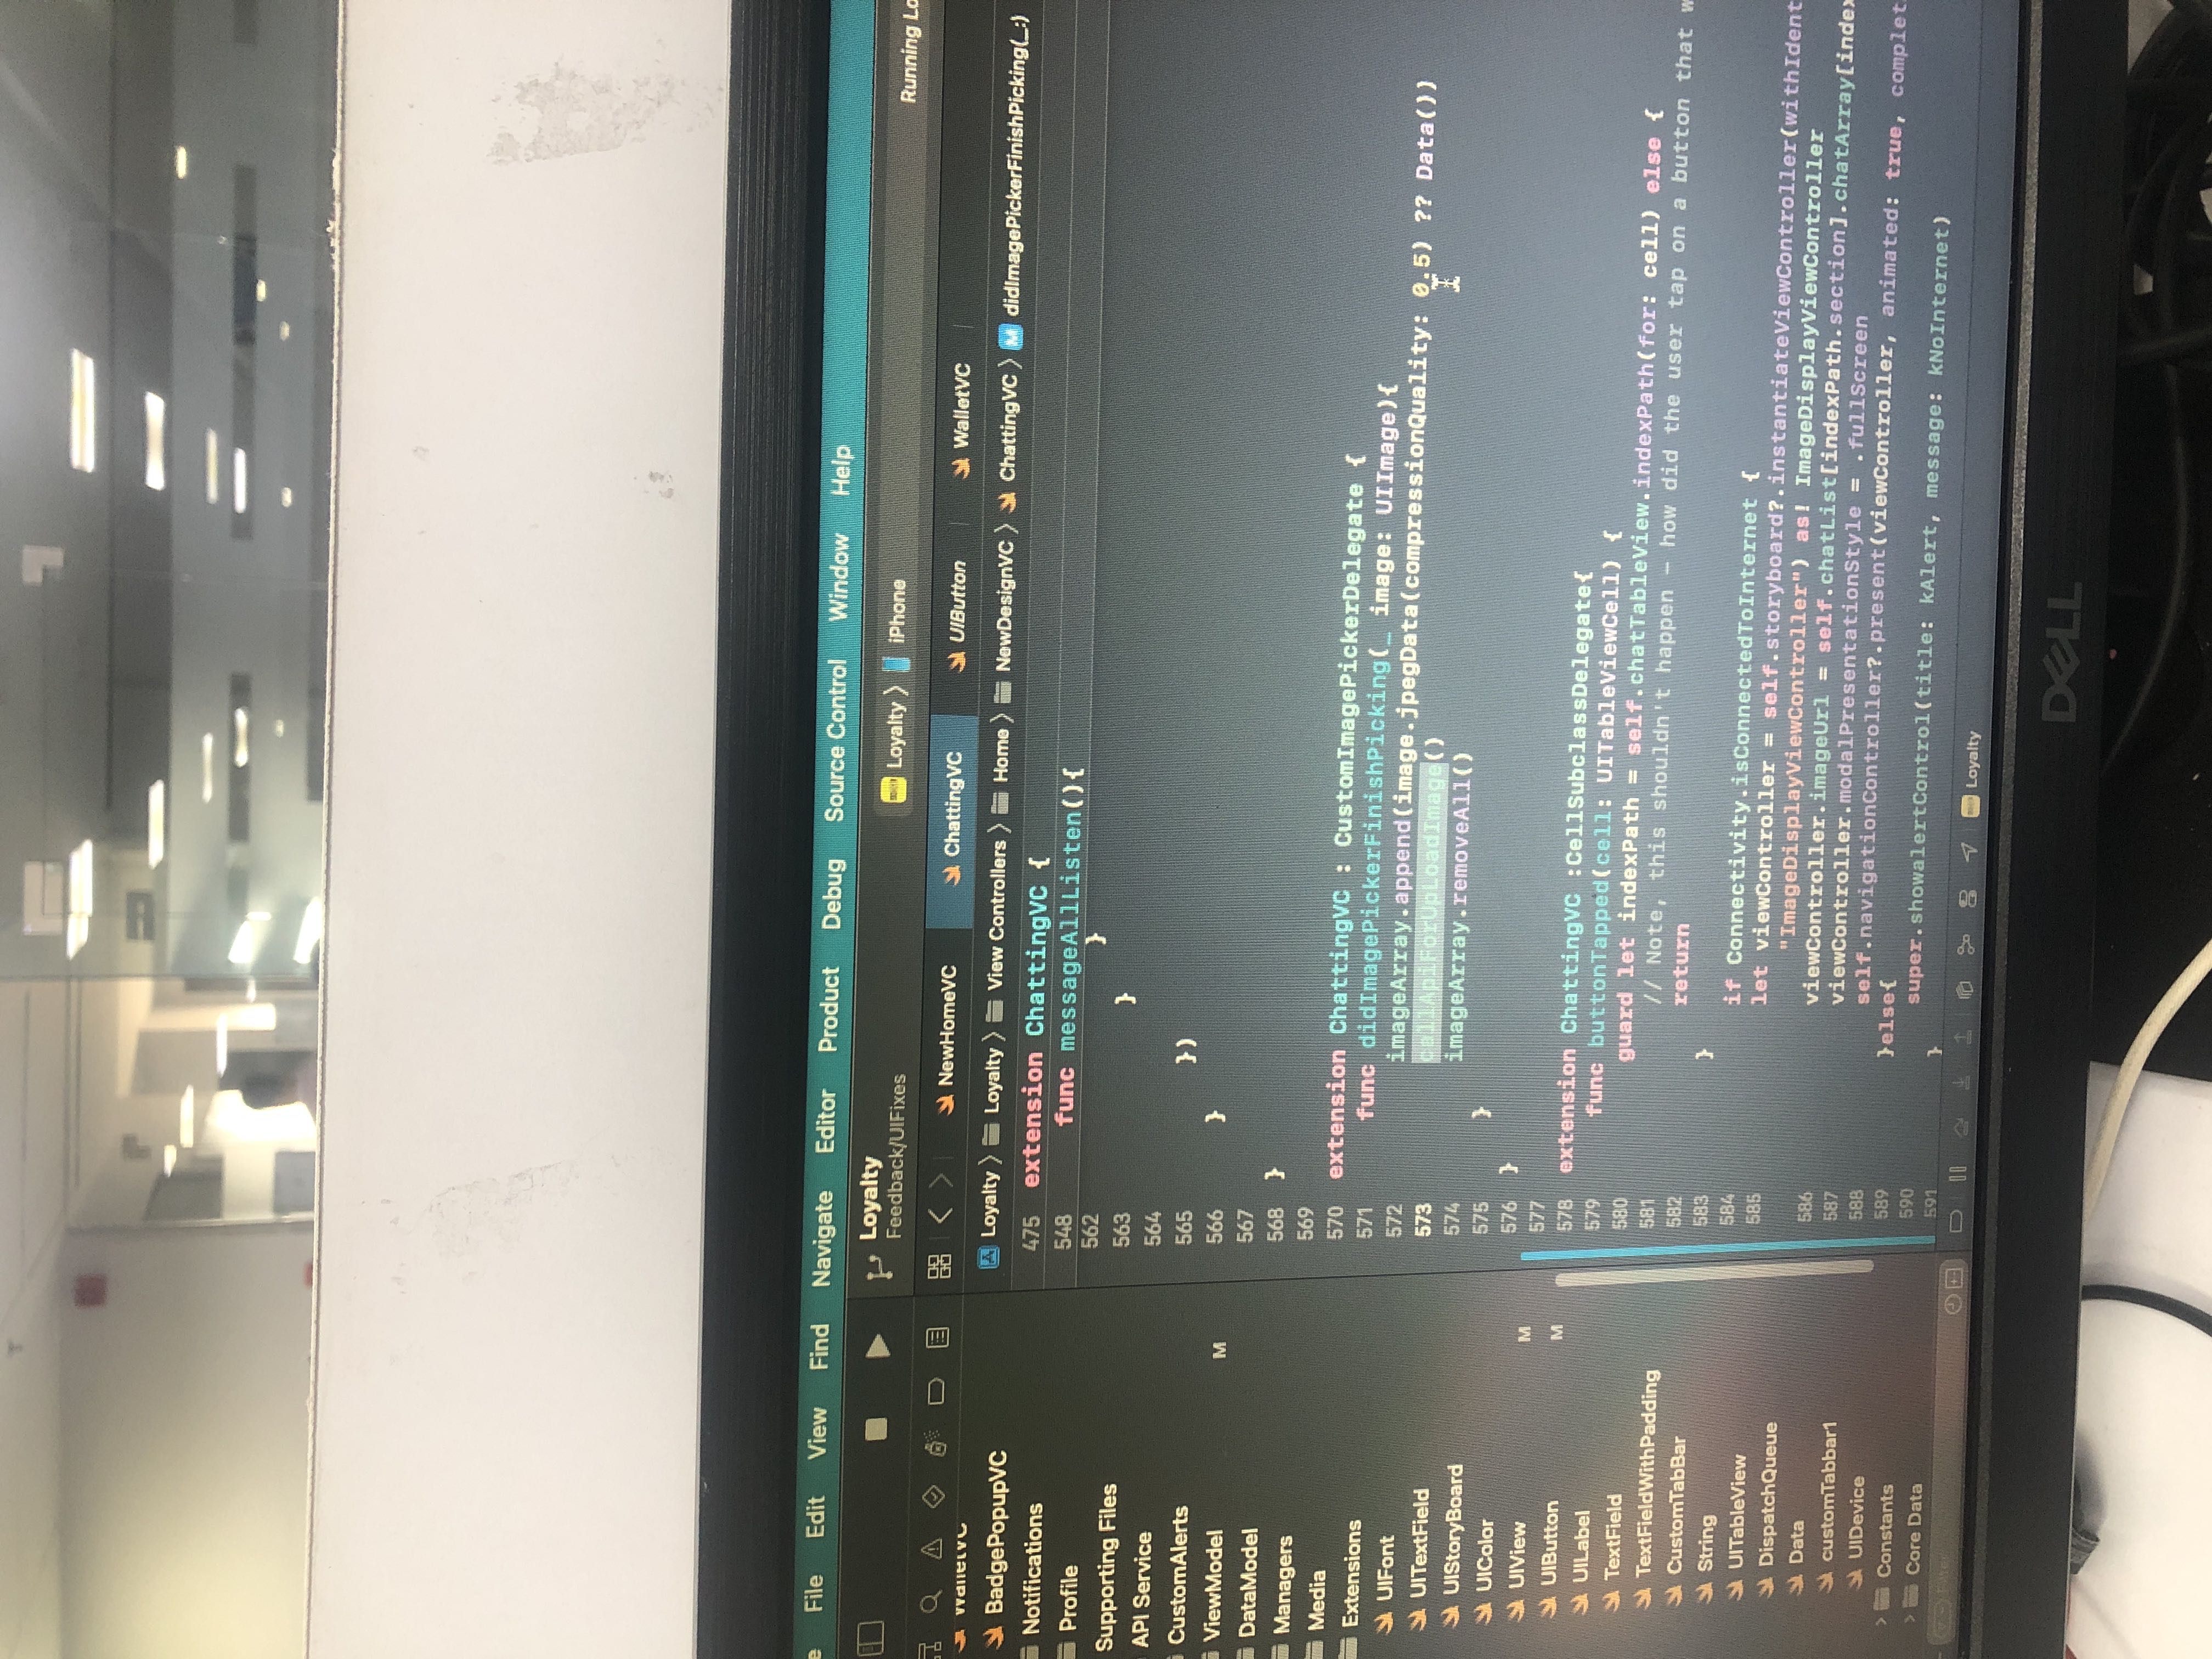 File Edit View Find Navigate Editor Product Debug Source Control Window Help
Loyalty
Feedback/UIFixes
Loyalty 〉 iPhone
Running Lo
NewHomeVC ChattingVC UIButton WalletVC
Loyalty 〉 Loyalty 〉 View Controllers 〉 Home 〉 NewDesignVC 〉 ChattingVC 〉 M didImagePickerFinishPicking(_:)
WalletVC
BadgePopupVC
Notifications
Profile
Supporting Files
API Service
CustomAlerts
ViewModel M
DataModel
Managers
Media
Extensions
UIFont
UITextField
UIStoryBoard
UIColor
UIView M
UIButton M
UILabel
TextField
TextFieldWithPadding
CustomTabBar
String
UITableView
DispatchQueue
Data
customTabbar1
UIDevice
Constants
Core Data
Filter
475 extension ChattingVC {
548 func messageAllListen(){
562 }
563 }
564
565 })
566 }
567
568 }
569
570 extension ChattingVC : CustomImagePickerDelegate {
571 func didImagePickerFinishPicking(_ image: UIImage){
572 imageArray.append(image.jpegData(compressionQuality: 0.5) ?? Data())
573 callApiForUpLoadImage()
574 imageArray.removeAll()
575 }
576 }
577
578 extension ChattingVC :CellSubclassDelegate{
579 func buttonTapped(cell: UITableViewCell) {
580 guard let indexPath = self.chatTableView.indexPath(for: cell) else {
581 // Note, this shouldn't happen – how did the user tap on a button that w
582 return
583 }
584 if Connectivity.isConnectedToInternet {
585 let viewController = self.storyboard?.instantiateViewController(withIdent
"ImageDisplayViewController") as! ImageDisplayViewController
586 viewController.imageUrl = self.chatList[indexPath.section].chatArray[index
587 viewController.modalPresentationStyle = .fullScreen
588 self.navigationController?.present(viewController, animated: true, complet
589 }else{
590 super.showalertControl(title: kAlert, message: kNoInternet)
591 }
Loyalty
DELL